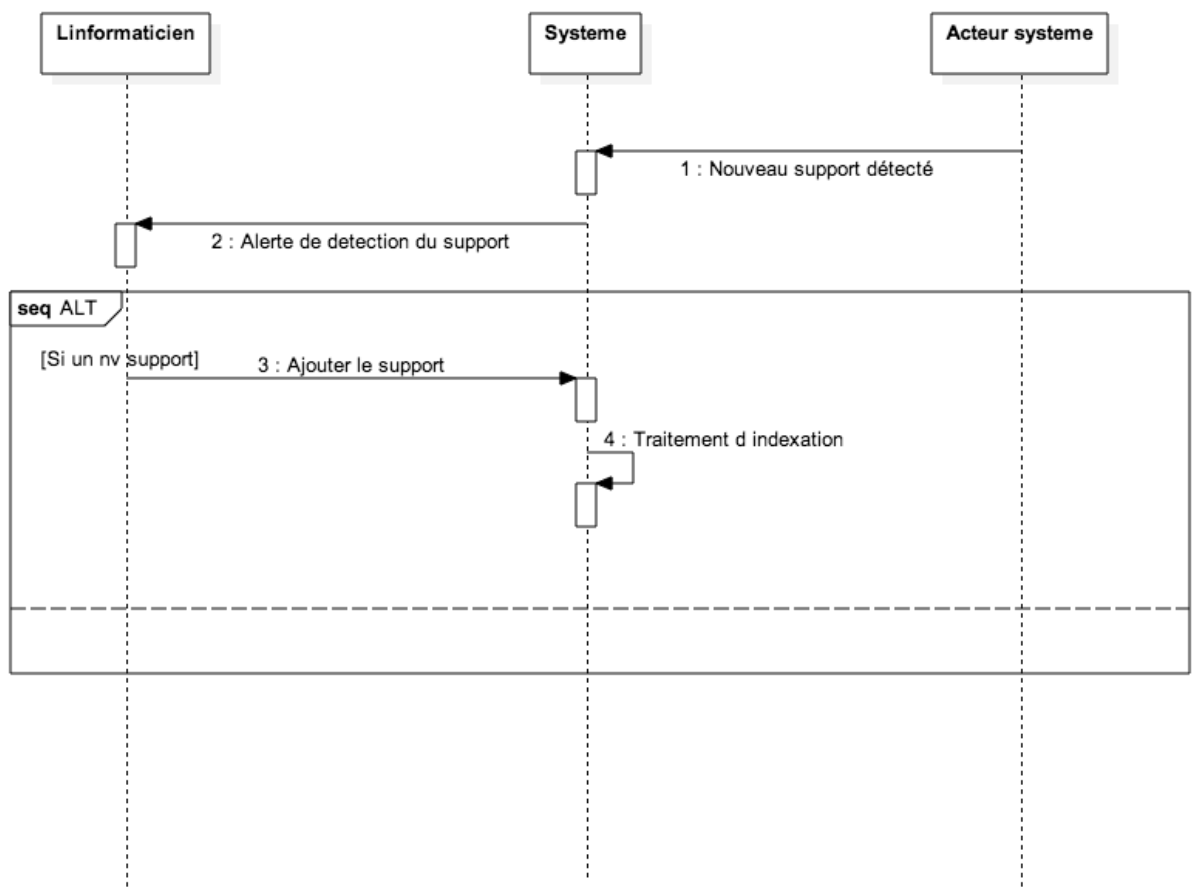 Linformaticien
Systeme
Acteur systeme
1 : Nouveau support détecté
2 : Alerte de detection du support
seq ALT
[Si un nv support]
3 : Ajouter le support
4 : Traitement d indexation